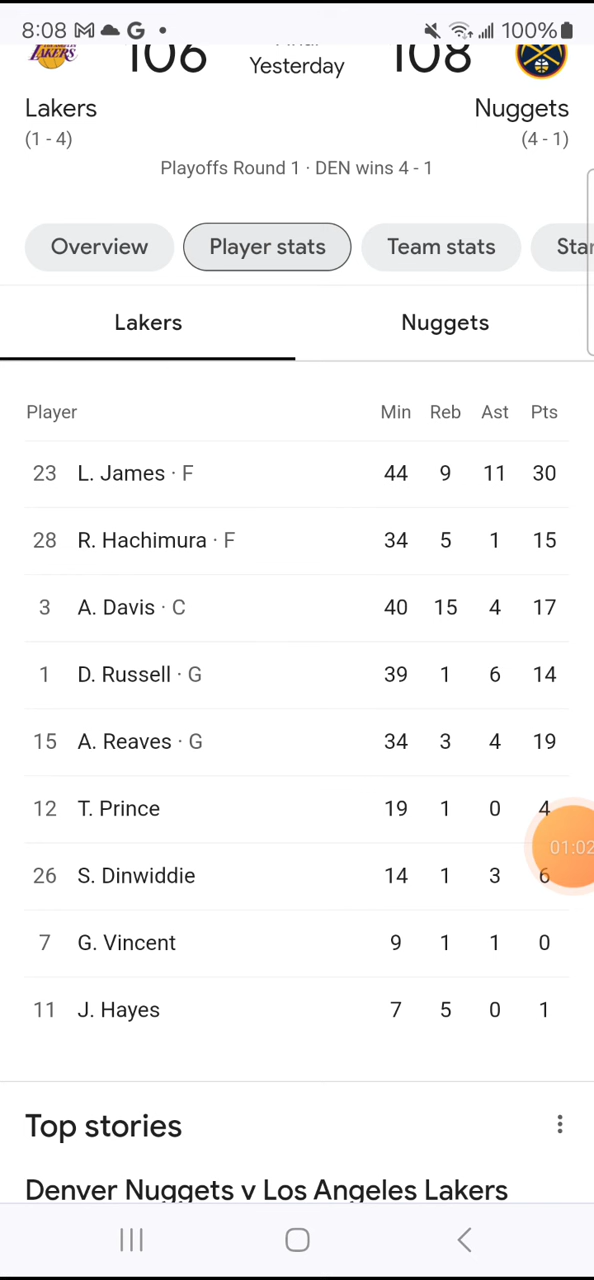 8:08 100%
LAKERS 106 108
Yesterday
Lakers Nuggets
(1 - 4) (4 - 1)
Playoffs Round 1 · DEN wins 4 - 1
Overview Player stats Team stats
Lakers Nuggets
Player Min Reb Ast Pts
23 L. James · F 44 9 11 30
28 R. Hachimura · F 34 5 1 15
3 A. Davis · C 40 15 4 17
1 D. Russell · G 39 1 6 14
15 A. Reaves · G 34 3 4 19
12 T. Prince 19 1 0 4
01:02
26 S. Dinwiddie 14 1 3 6
7 G. Vincent 9 1 1 0
11 J. Hayes 7 5 0 1
Top stories
Denver Nuggets v Los Angeles Lakers